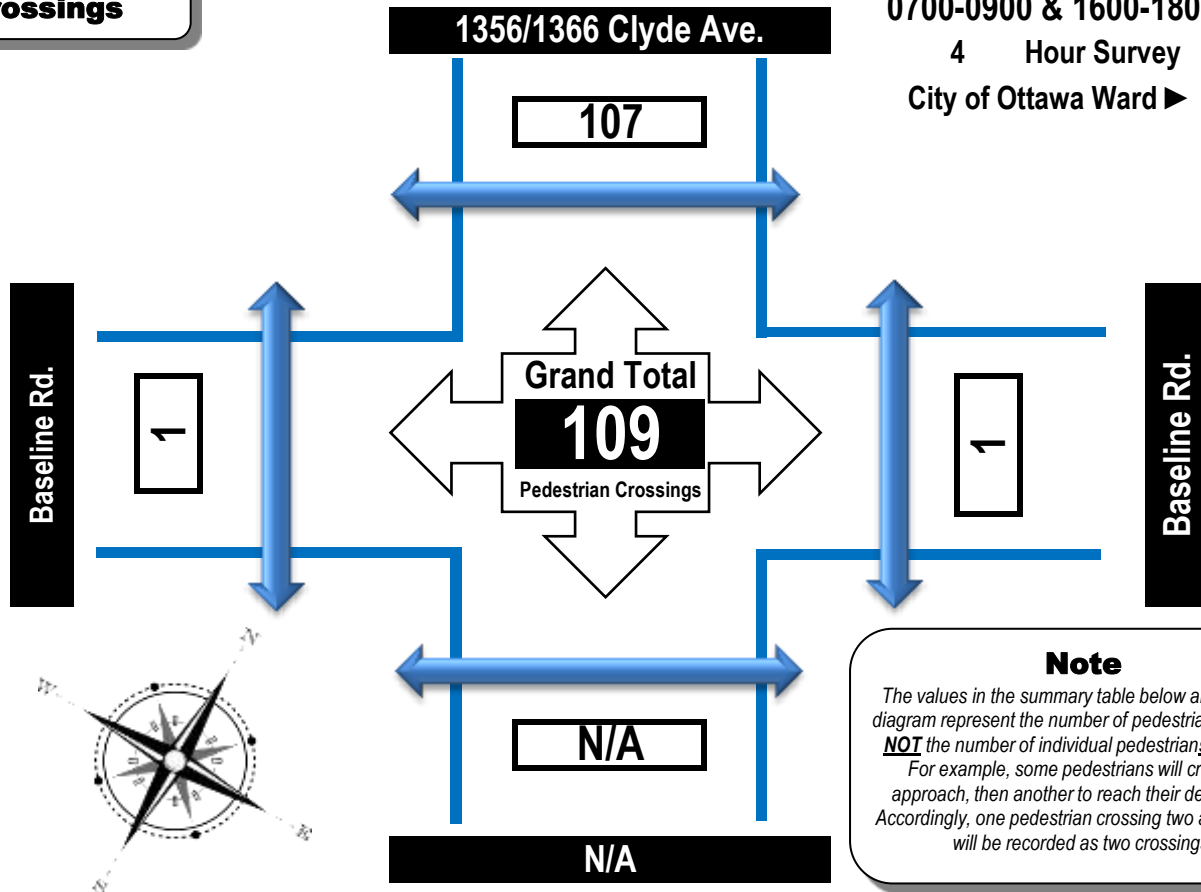 rossings
1356/1366 Clyde Ave.
0700-0900 & 1600-180
4 Hour Survey
City of Ottawa Ward ►
107
Baseline Rd.
1
Grand Total
109
Pedestrian Crossings
1
Baseline Rd.
N
W
E
S
N/A
N/A
Note
The values in the summary table below a
diagram represent the number of pedestria
NOT the number of individual pedestrians
For example, some pedestrians will cr
approach, then another to reach their de
Accordingly, one pedestrian crossing two a
will be recorded as two crossing